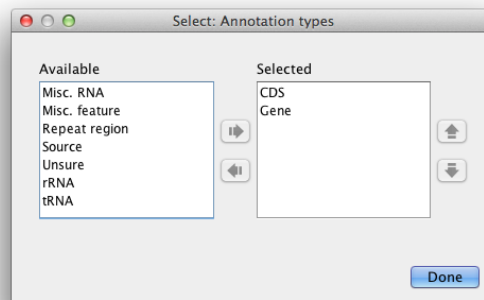 Select: Annotation types
Available
Selected
Misc. RNA
Misc. feature
Repeat region
Source
Unsure
rRNA
tRNA
CDS
Gene
Done